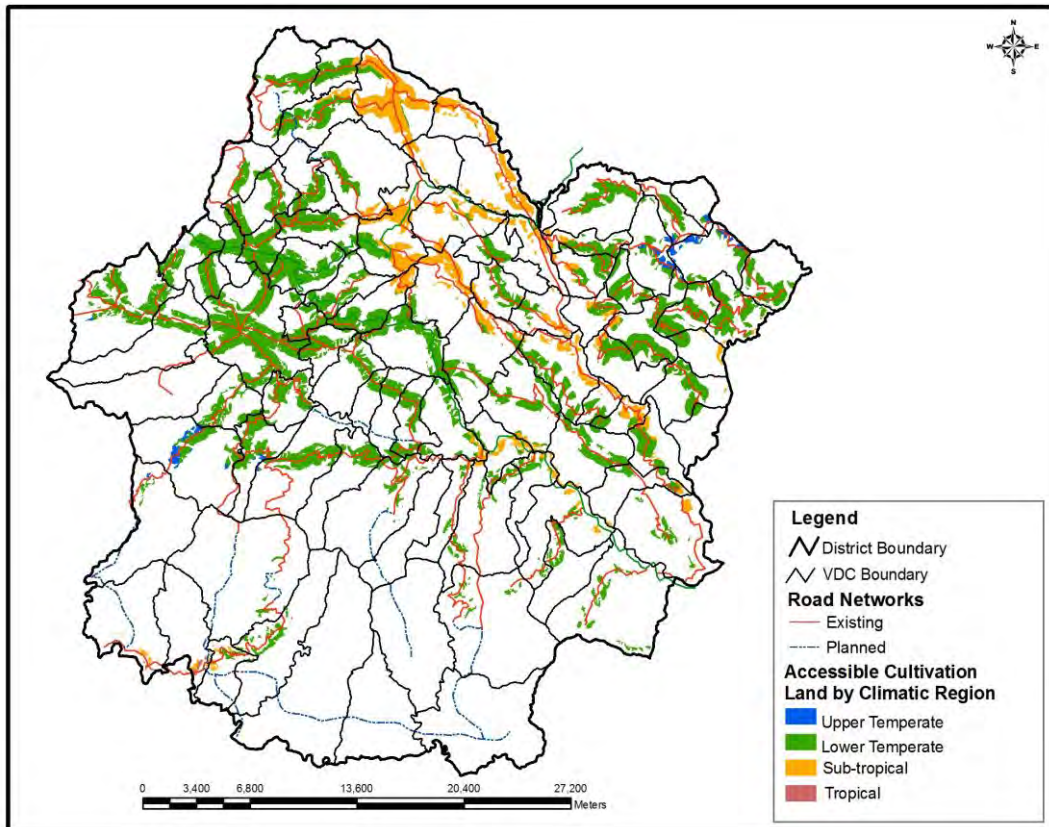 N
W E
S
Legend
District Boundary
VDC Boundary
Road Networks
Existing
Planned
Accessible Cultivation
Land by Climatic Region
Upper Temperate
Lower Temperate
Sub-tropical
Tropical
0 3,400 6,800 13,600 20,400 27,200
Meters